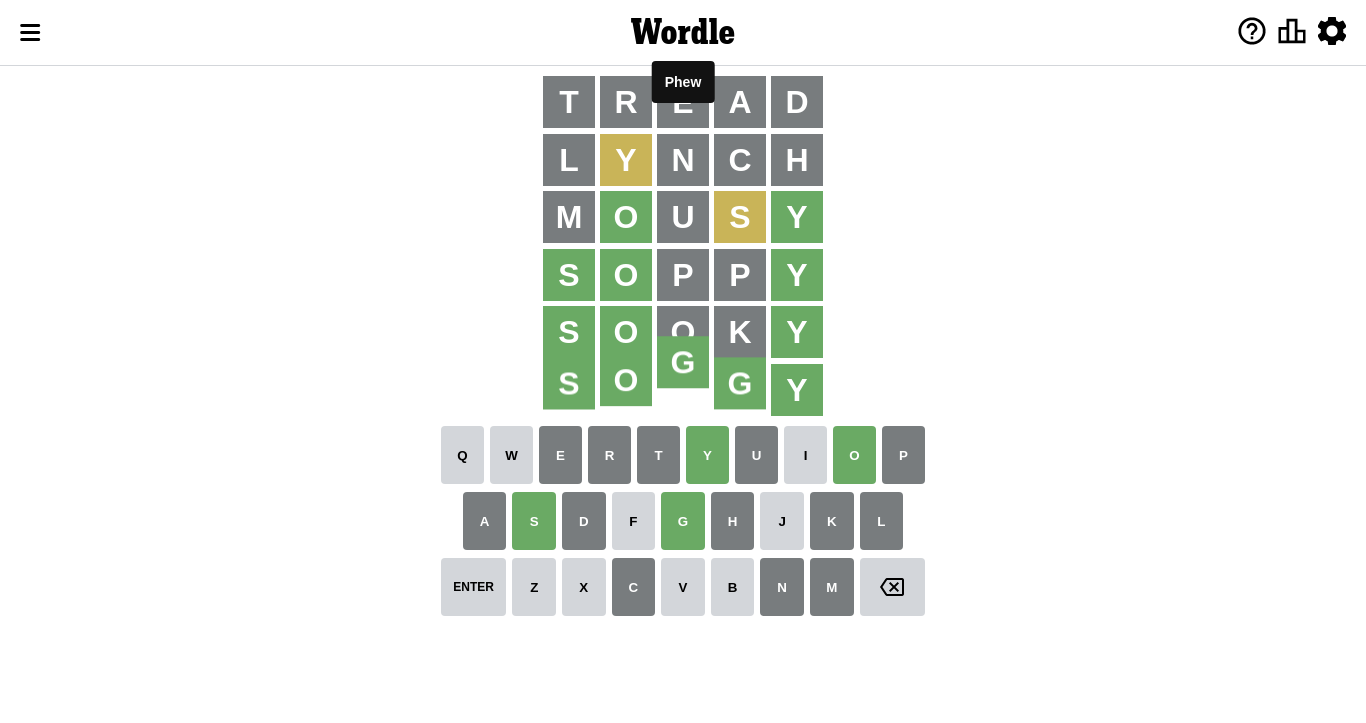 Wordle
Phew
T R E A D
L Y N C H
M O U S Y
S O P P Y
S O O K Y
S O G G Y
Q W E R T Y U I O P
A S D F G H J K L
ENTER Z X C V B N M